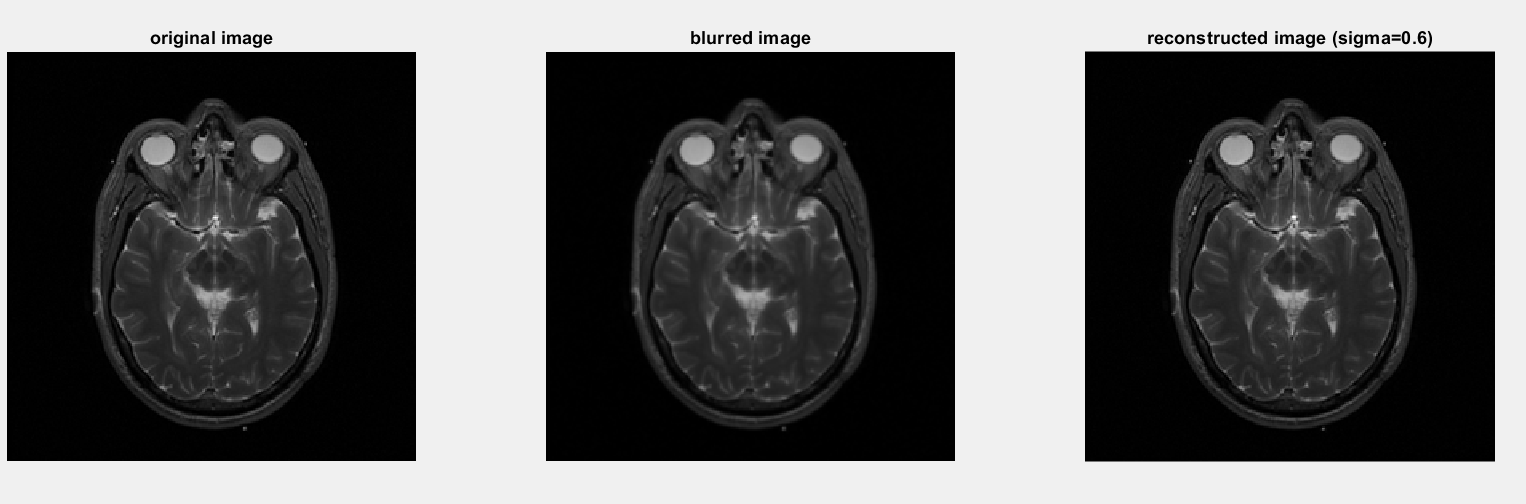 original image
blurred image
reconstructed image (sigma=0.6)